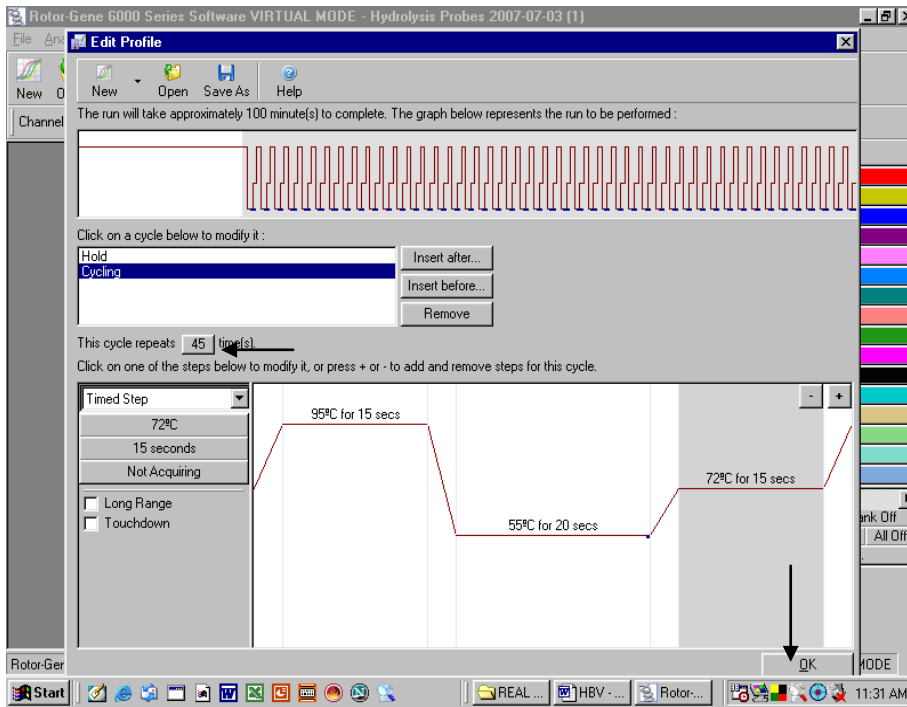 Rotor-Gene 6000 Series Software VIRTUAL MODE - Hydrolysis Probes 2007-07-03 (1)
File Ana
Edit Profile
New
New Open Save As Help
Channel
The run will take approximately 100 minute(s) to complete. The graph below represents the run to be performed :
Click on a cycle below to modify it :
Hold
Cycling
Insert after...
Insert before...
Remove
This cycle repeats 45 time(s).
Click on one of the steps below to modify it, or press + or - to add and remove steps for this cycle.
Timed Step
- +
72ºC
15 seconds
Not Acquiring
Long Range
Touchdown
95ºC for 15 secs
55ºC for 20 secs
72ºC for 15 secs
ank Off
All Off
OK
Rotor-Ger
MODE
Start REAL ... HBV - ... Rotor-... 11:31 AM